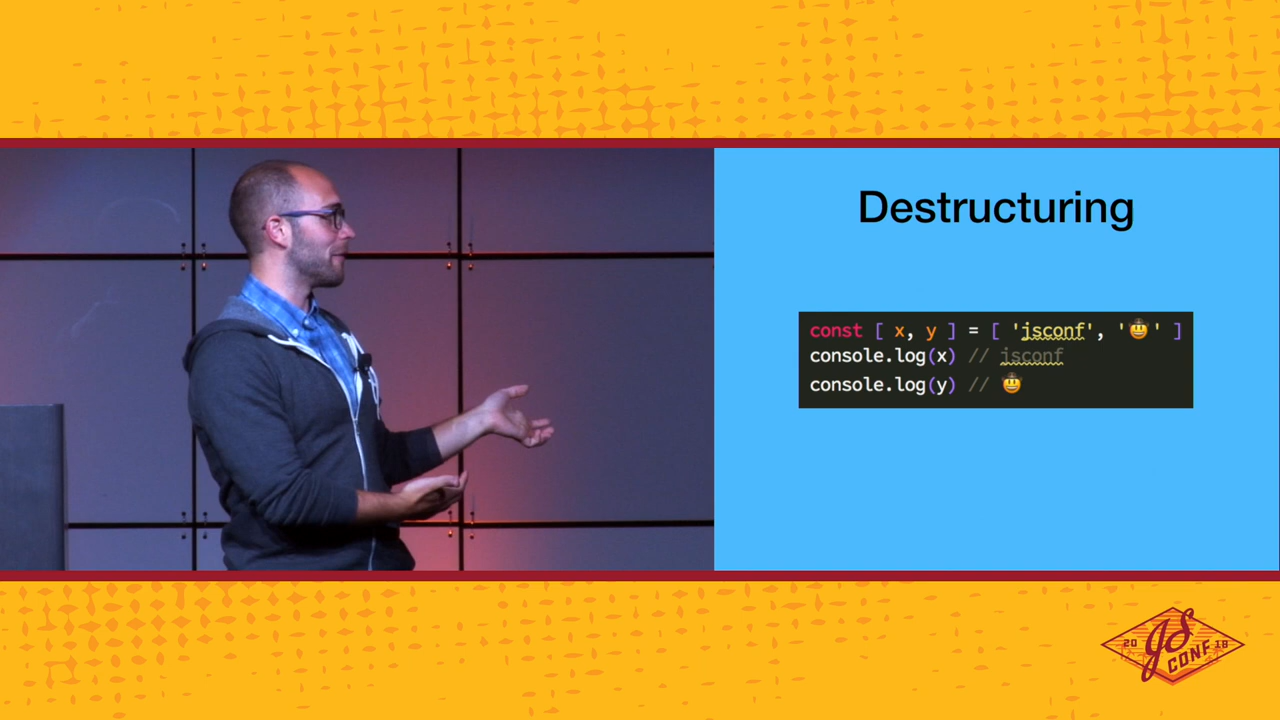 Destructuring
const [ x, y ] = [ 'jsconf', '🤠' ]
console.log(x) // jsconf
console.log(y) // 🤠
20 JS CONF 18